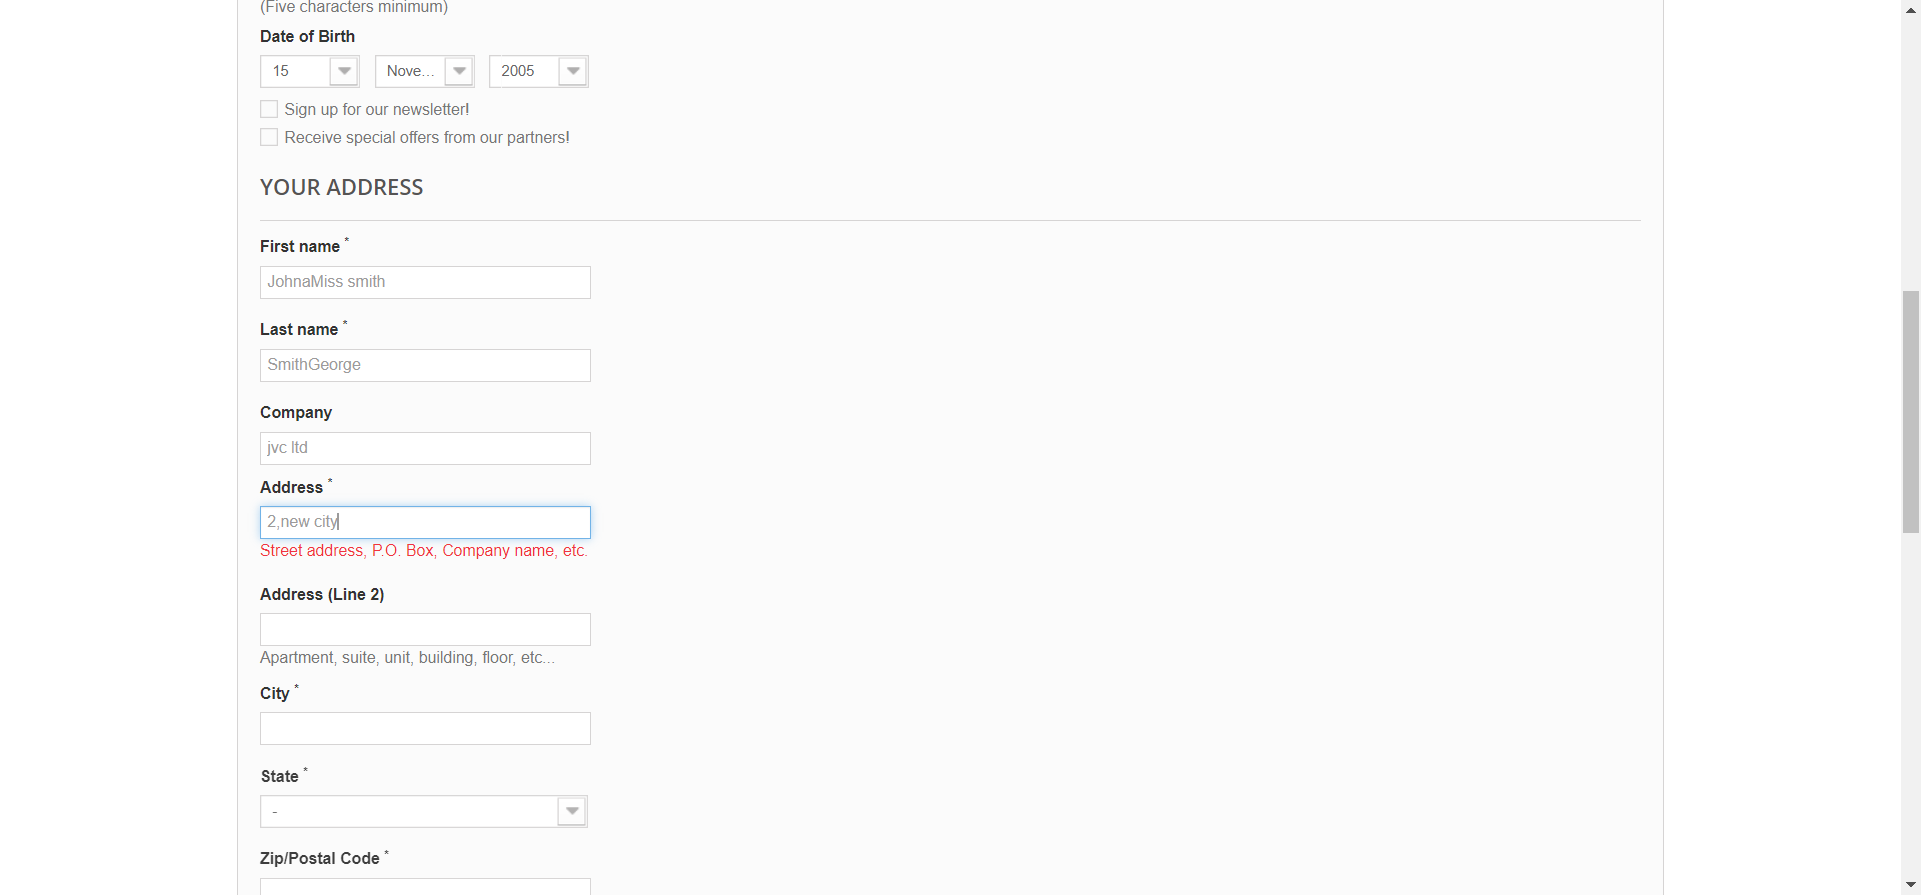 (Five characters minimum)
Date of Birth
15 Nove... 2005
Sign up for our newsletter!
Receive special offers from our partners!
YOUR ADDRESS
First name *
JohnaMiss smith
Last name *
SmithGeorge
Company
jvc ltd
Address *
2,new city
Street address, P.O. Box, Company name, etc.
Address (Line 2)
Apartment, suite, unit, building, floor, etc...
City *
State *
-
Zip/Postal Code *